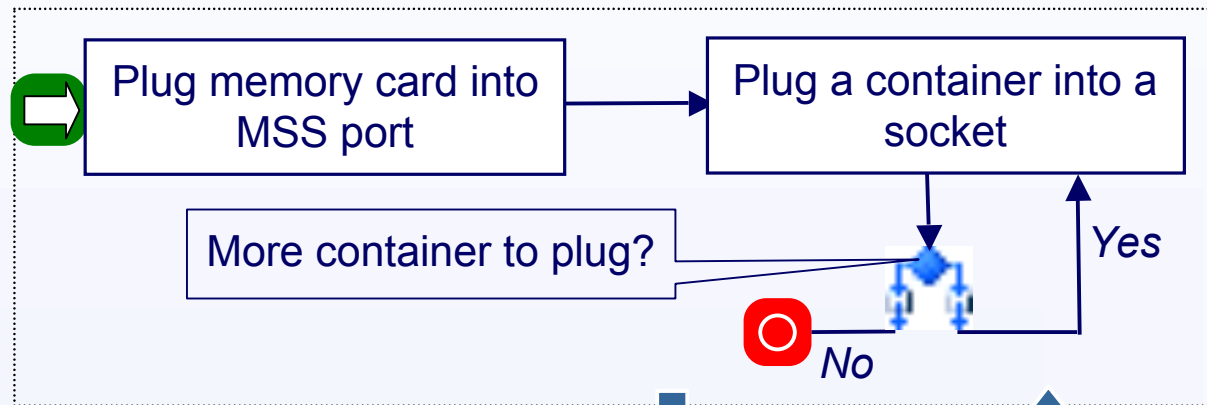 Plug memory card into
MSS port
Plug a container into a
socket
More container to plug?
Yes
No